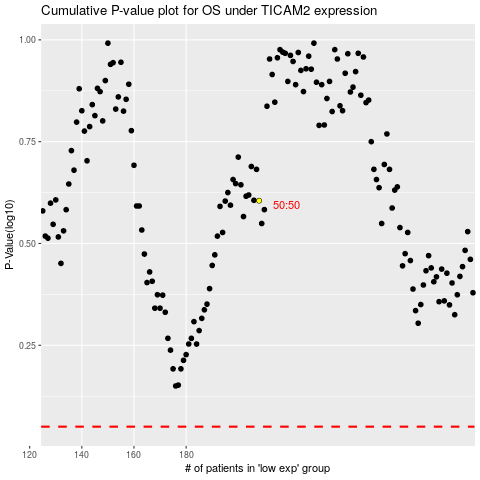 Cumulative P-value plot for OS under TICAM2 expression
P-Value(log10)
1.00
0.75
0.50
0.25
50:50
120 140 160 180
# of patients in 'low exp' group